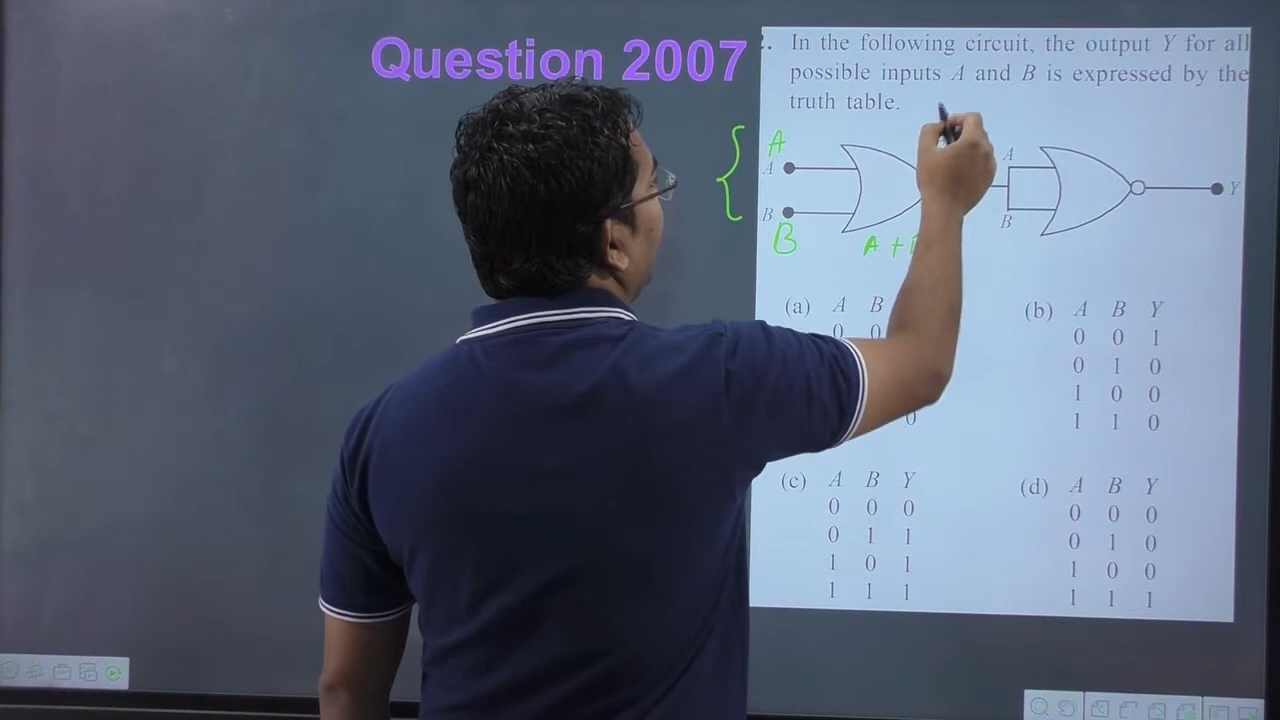 Question 2007
In the following circuit, the output Y for all
possible inputs A and B is expressed by the
truth table.
A
A
B
B
A +
A
B
Y
(a) A B
0 0
0
(b) A B Y
0 0 1
0 1 0
1 0 0
1 1 0
(c) A B Y
0 0 0
0 1 1
1 0 1
1 1 1
(d) A B Y
0 0 0
0 1 0
1 0 0
1 1 1